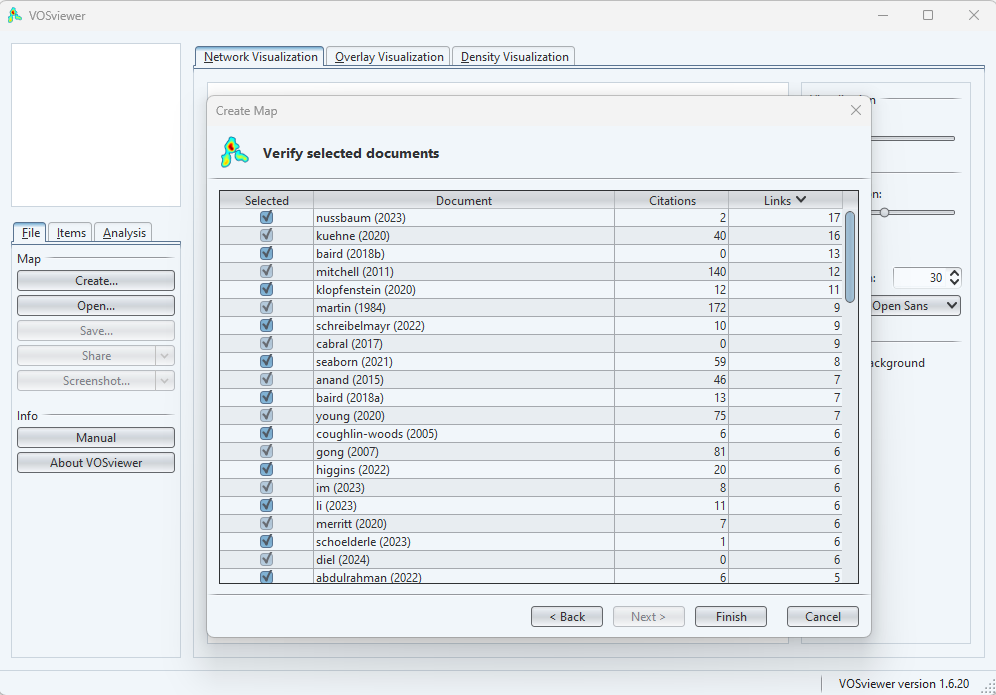 VOSviewer
Network Visualization
Overlay Visualization
Density Visualization
File
Items
Analysis
Map
Create...
Open...
Save...
Share
Screenshot...
Info
Manual
About VOSviewer
Create Map
Verify selected documents
Selected Document Citations Links
nussbaum (2023) 2 17
kuehne (2020) 40 16
baird (2018b) 0 13
mitchell (2011) 140 12
klopfenstein (2020) 12 11
martin (1984) 172 9
schreibelmayr (2022) 10 9
cabral (2017) 0 9
seaborn (2021) 59 8
anand (2015) 46 7
baird (2018a) 13 7
young (2020) 75 7
coughlin-woods (2005) 6 6
gong (2007) 81 6
higgins (2022) 20 6
im (2023) 8 6
li (2023) 11 6
merritt (2020) 7 6
schoelderle (2023) 1 6
diel (2024) 0 6
abdulrahman (2022) 6 5
< Back
Next >
Finish
Cancel
30
Open Sans
ackground
VOSviewer version 1.6.20